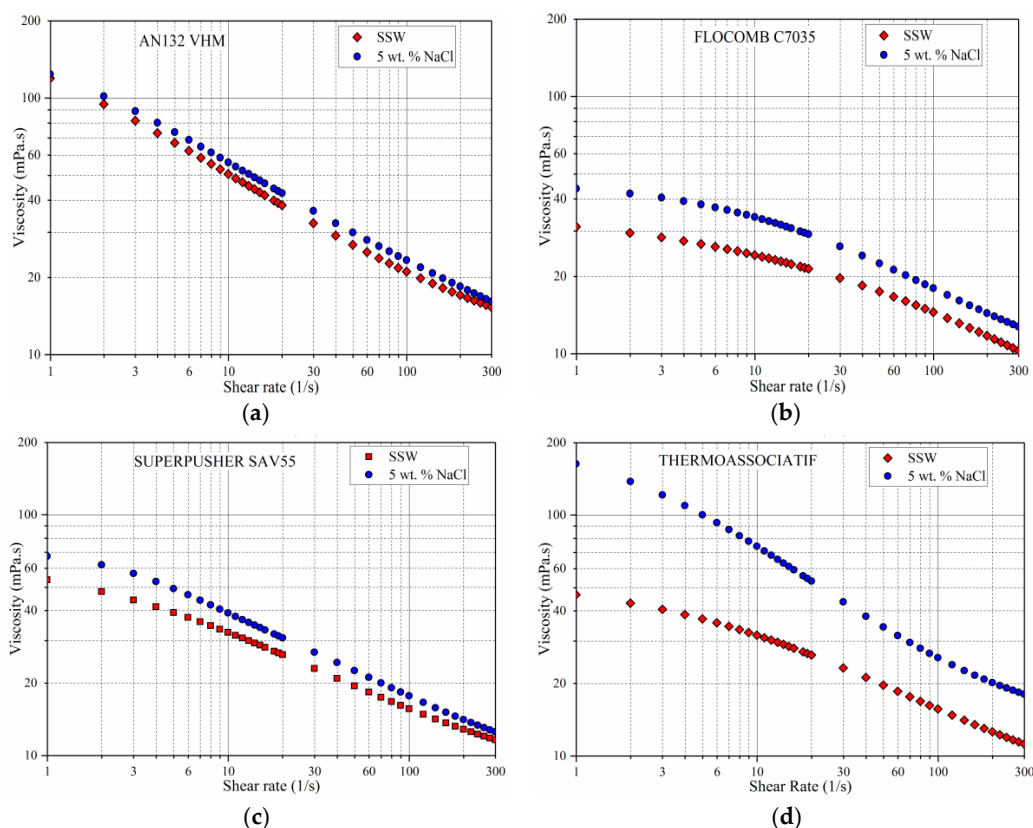 AN132 VHM
SSW
5 wt. % NaCl
Viscosity (mPa.s)
200
100
60
40
20
10
1
3
6
10
30
60
100
300
Shear rate (1/s)
(a)
FLOCOMB C7035
SSW
5 wt. % NaCl
Viscosity (mPa.s)
200
100
60
40
20
10
1
3
6
10
30
60
100
300
Shear rate (1/s)
(b)
SUPERPUSHER SAV55
SSW
5 wt. % NaCl
Viscosity (mPa.s)
200
100
60
40
20
10
1
3
6
10
30
60
100
300
Shear rate (1/s)
(c)
THERMOASSOCIATIF
SSW
5 wt. % NaCl
Viscosity (mPa.s)
200
100
60
40
20
10
1
3
6
10
30
60
100
300
Shear Rate (1/s)
(d)